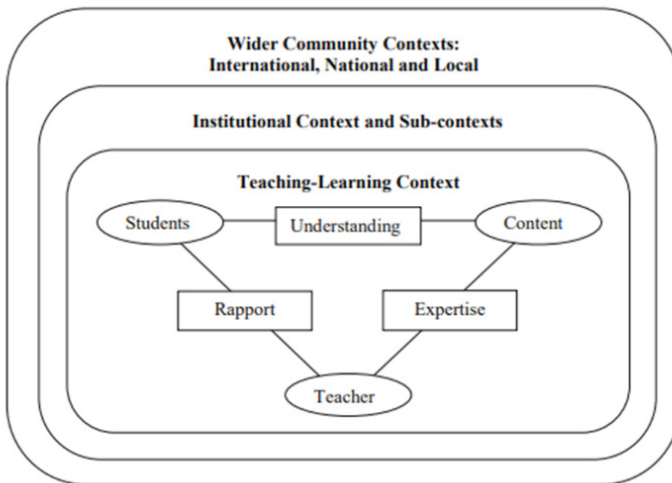 Wider Community Contexts:
International, National and Local
Institutional Context and Sub-contexts
Teaching-Learning Context
Students
Understanding
Content
Rapport
Expertise
Teacher